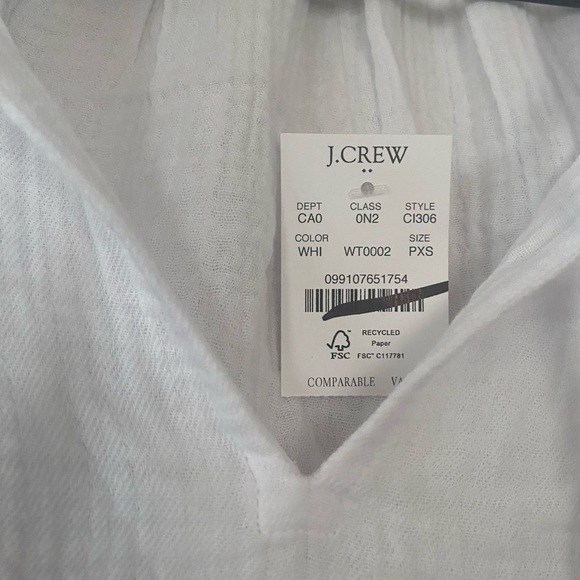 J.CREW
DEPT CLASS STYLE
CA0 0N2 CI306
COLOR SIZE
WHI WT0002 PXS
099107651754
RECYCLED
Paper
FSC
FSC™ C117781
COMPARABLE VA